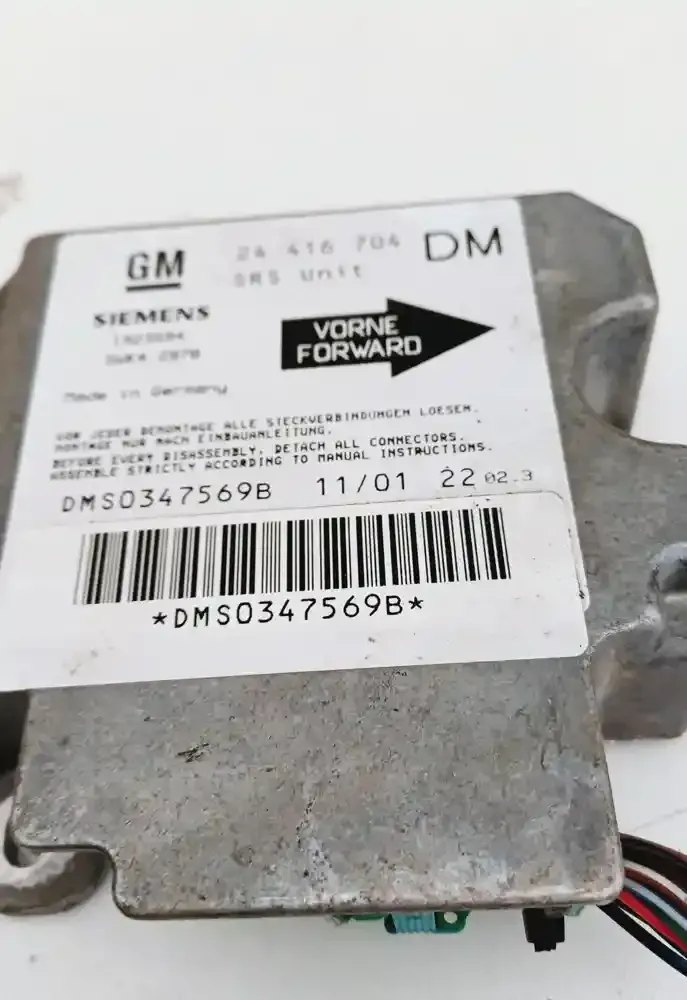 GM
24 416 704 DM
SRS Unit
SIEMENS
5WK4 2878
VORNE
FORWARD
Made in Germany
VOR JEDER DEMONTAGE ALLE STECKVERBINDUNGEN LOESEN.
MONTAGE NUR NACH EINBAUANLEITUNG.
BEFORE EVERY DISASSEMBLY, DETACH ALL CONNECTORS.
ASSEMBLE STRICTLY ACCORDING TO MANUAL INSTRUCTIONS.
DMS0347569B 11/01 22 02.3
*DMS0347569B*